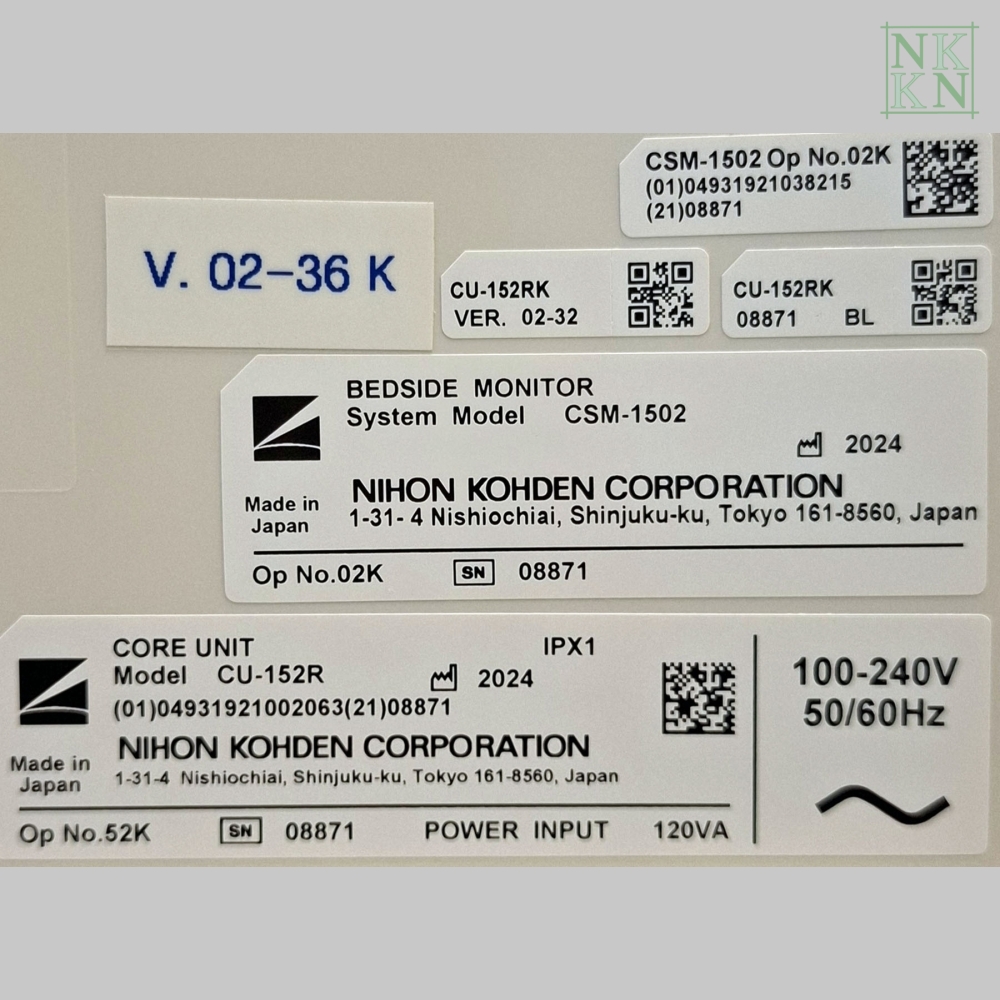 NK
KN
CSM-1502 Op No.02K
(01)04931921038215
(21)08871
V. 02-36 K
CU-152RK
VER. 02-32
CU-152RK
08871 BL
BEDSIDE MONITOR
System Model CSM-1502
2024
NIHON KOHDEN CORPORATION
Made in
Japan
1-31-4 Nishiochiai, Shinjuku-ku, Tokyo 161-8560, Japan
Op No.02K SN 08871
CORE UNIT IPX1
Model CU-152R 2024
(01)04931921002063(21)08871
NIHON KOHDEN CORPORATION
Made in
Japan
1-31-4 Nishiochiai, Shinjuku-ku, Tokyo 161-8560, Japan
Op No.52K SN 08871 POWER INPUT 120VA
100-240V
50/60Hz